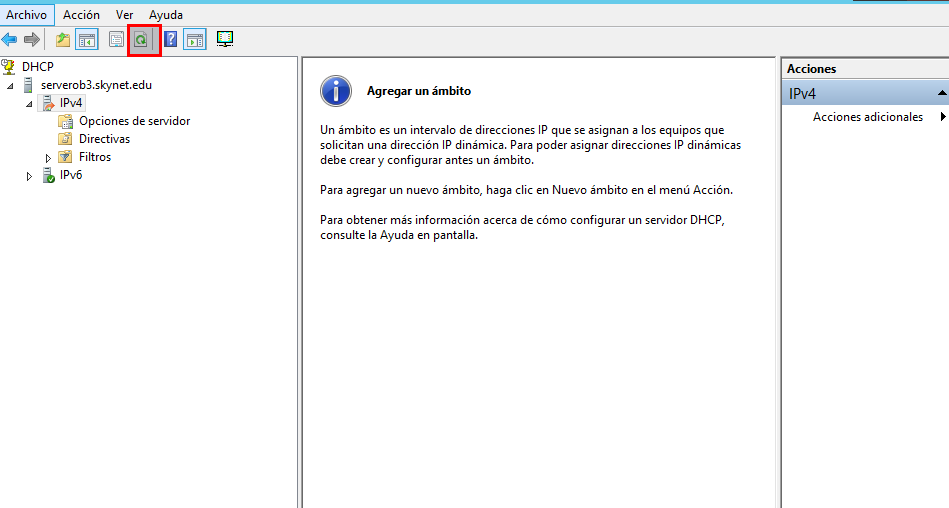 Archivo Acción Ver Ayuda
DHCP
serverob3.skynet.edu
IPv4
Opciones de servidor
Directivas
Filtros
IPv6
Agregar un ámbito
Un ámbito es un intervalo de direcciones IP que se asignan a los equipos que
solicitan una dirección IP dinámica. Para poder asignar direcciones IP dinámicas
debe crear y configurar antes un ámbito.
Para agregar un nuevo ámbito, haga clic en Nuevo ámbito en el menú Acción.
Para obtener más información acerca de cómo configurar un servidor DHCP,
consulte la Ayuda en pantalla.
Acciones
IPv4
Acciones adicionales